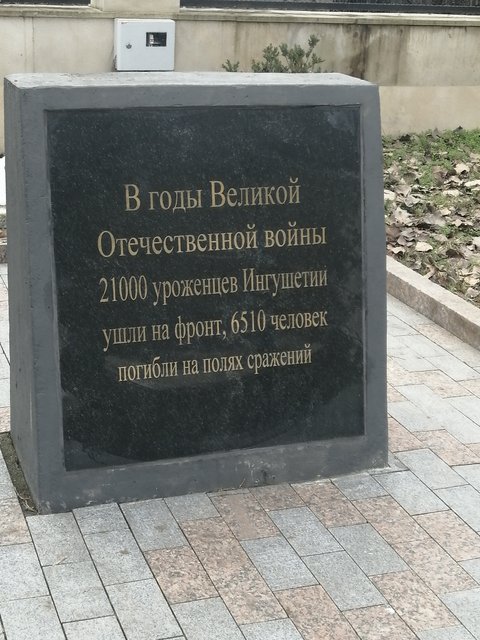 В годы Великой
Отечественной войны
21000 уроженцев Ингушетии
ушли на фронт, 6510 человек
погибли на полях сражений